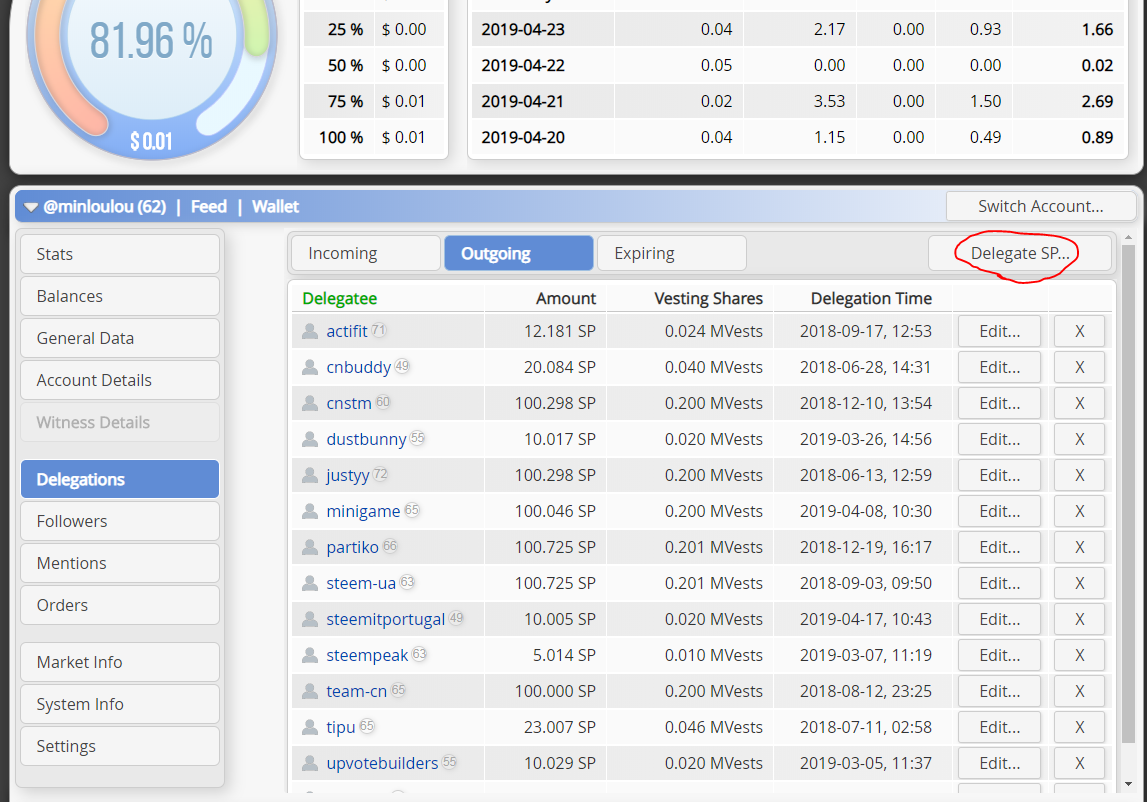 25 % $ 0.00 2019-04-23 0.04 2.17 0.00 0.93 1.66
81.96 %
50 % $ 0.00 2019-04-22 0.05 0.00 0.00 0.00 0.02
75 % $ 0.01 2019-04-21 0.02 3.53 0.00 1.50 2.69
$ 0.01
100 % $ 0.01 2019-04-20 0.04 1.15 0.00 0.49 0.89
@minloulou (62) | Feed | Wallet Switch Account...
Stats
Balances
General Data
Account Details
Witness Details
Delegations
Followers
Mentions
Orders
Market Info
System Info
Settings
Incoming Outgoing Expiring Delegate SP...
Delegatee Amount Vesting Shares Delegation Time
actifit 71 12.181 SP 0.024 MVests 2018-09-17, 12:53 Edit... X
cnbuddy 49 20.084 SP 0.040 MVests 2018-06-28, 14:31 Edit... X
cnstm 60 100.298 SP 0.200 MVests 2018-12-10, 13:54 Edit... X
dustbunny 55 10.017 SP 0.020 MVests 2019-03-26, 14:56 Edit... X
justyy 72 100.298 SP 0.200 MVests 2018-06-13, 12:59 Edit... X
minigame 65 100.046 SP 0.200 MVests 2019-04-08, 10:30 Edit... X
partiko 66 100.725 SP 0.201 MVests 2018-12-19, 16:17 Edit... X
steem-ua 63 100.725 SP 0.201 MVests 2018-09-03, 09:50 Edit... X
steemitportugal 49 10.005 SP 0.020 MVests 2019-04-17, 10:43 Edit... X
steempeak 63 5.014 SP 0.010 MVests 2019-03-07, 11:19 Edit... X
team-cn 65 100.000 SP 0.200 MVests 2018-08-12, 23:25 Edit... X
tipu 65 23.007 SP 0.046 MVests 2018-07-11, 02:58 Edit... X
upvotebuilders 55 10.029 SP 0.020 MVests 2019-03-05, 11:37 Edit... X